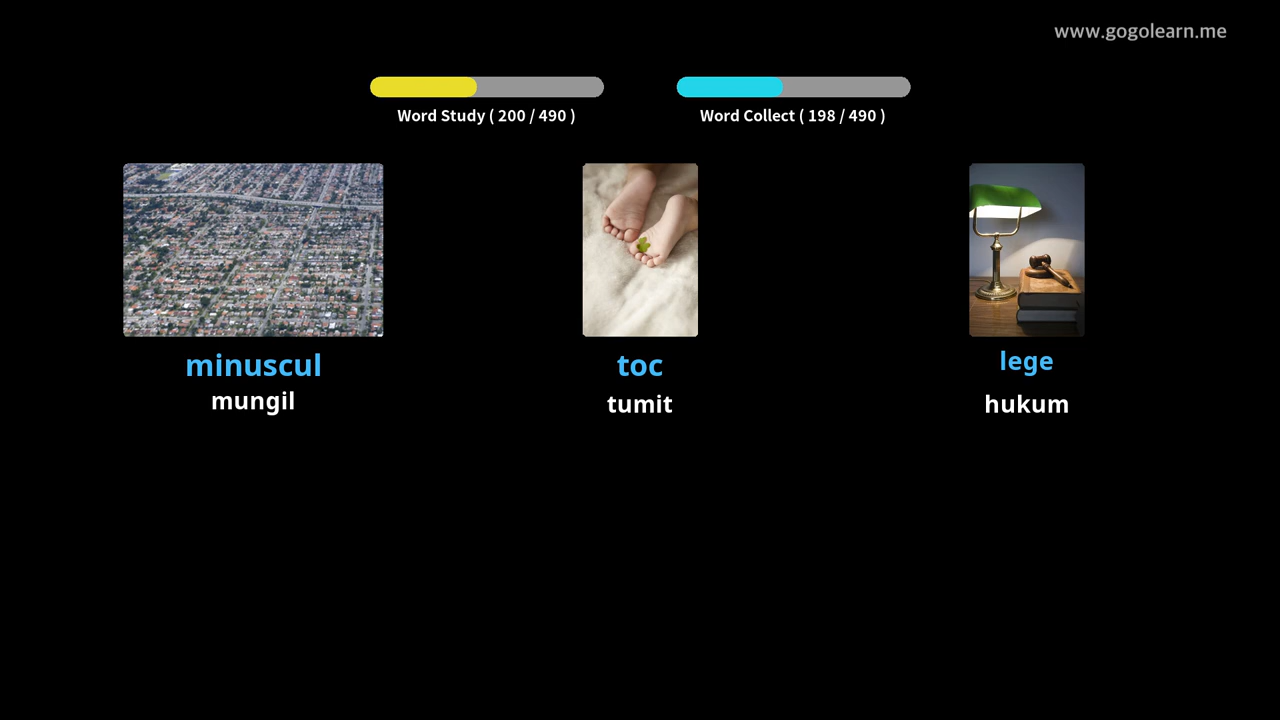 www.gogolearn.me
Word Study ( 200 / 490 )
Word Collect ( 198 / 490 )
minuscul
mungil
toc
tumit
lege
hukum